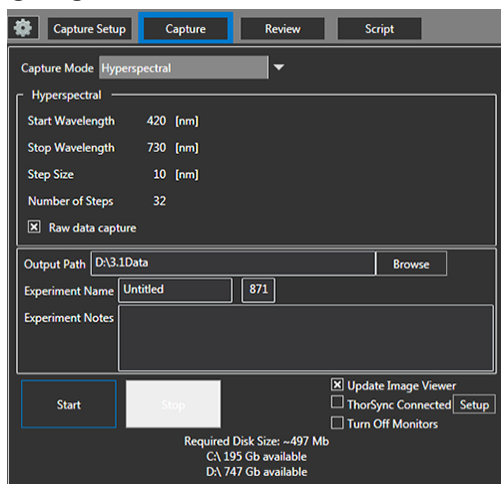 Capture Setup Capture Review Script
Capture Mode Hyperspectral
Hyperspectral
Start Wavelength 420 [nm]
Stop Wavelength 730 [nm]
Step Size 10 [nm]
Number of Steps 32
Raw data capture
Output Path D:\3.1Data Browse
Experiment Name Untitled 871
Experiment Notes
Start Stop
Update Image Viewer
ThorSync Connected Setup
Turn Off Monitors
Required Disk Size: ~497 Mb
C:\ 195 Gb available
D:\ 747 Gb available